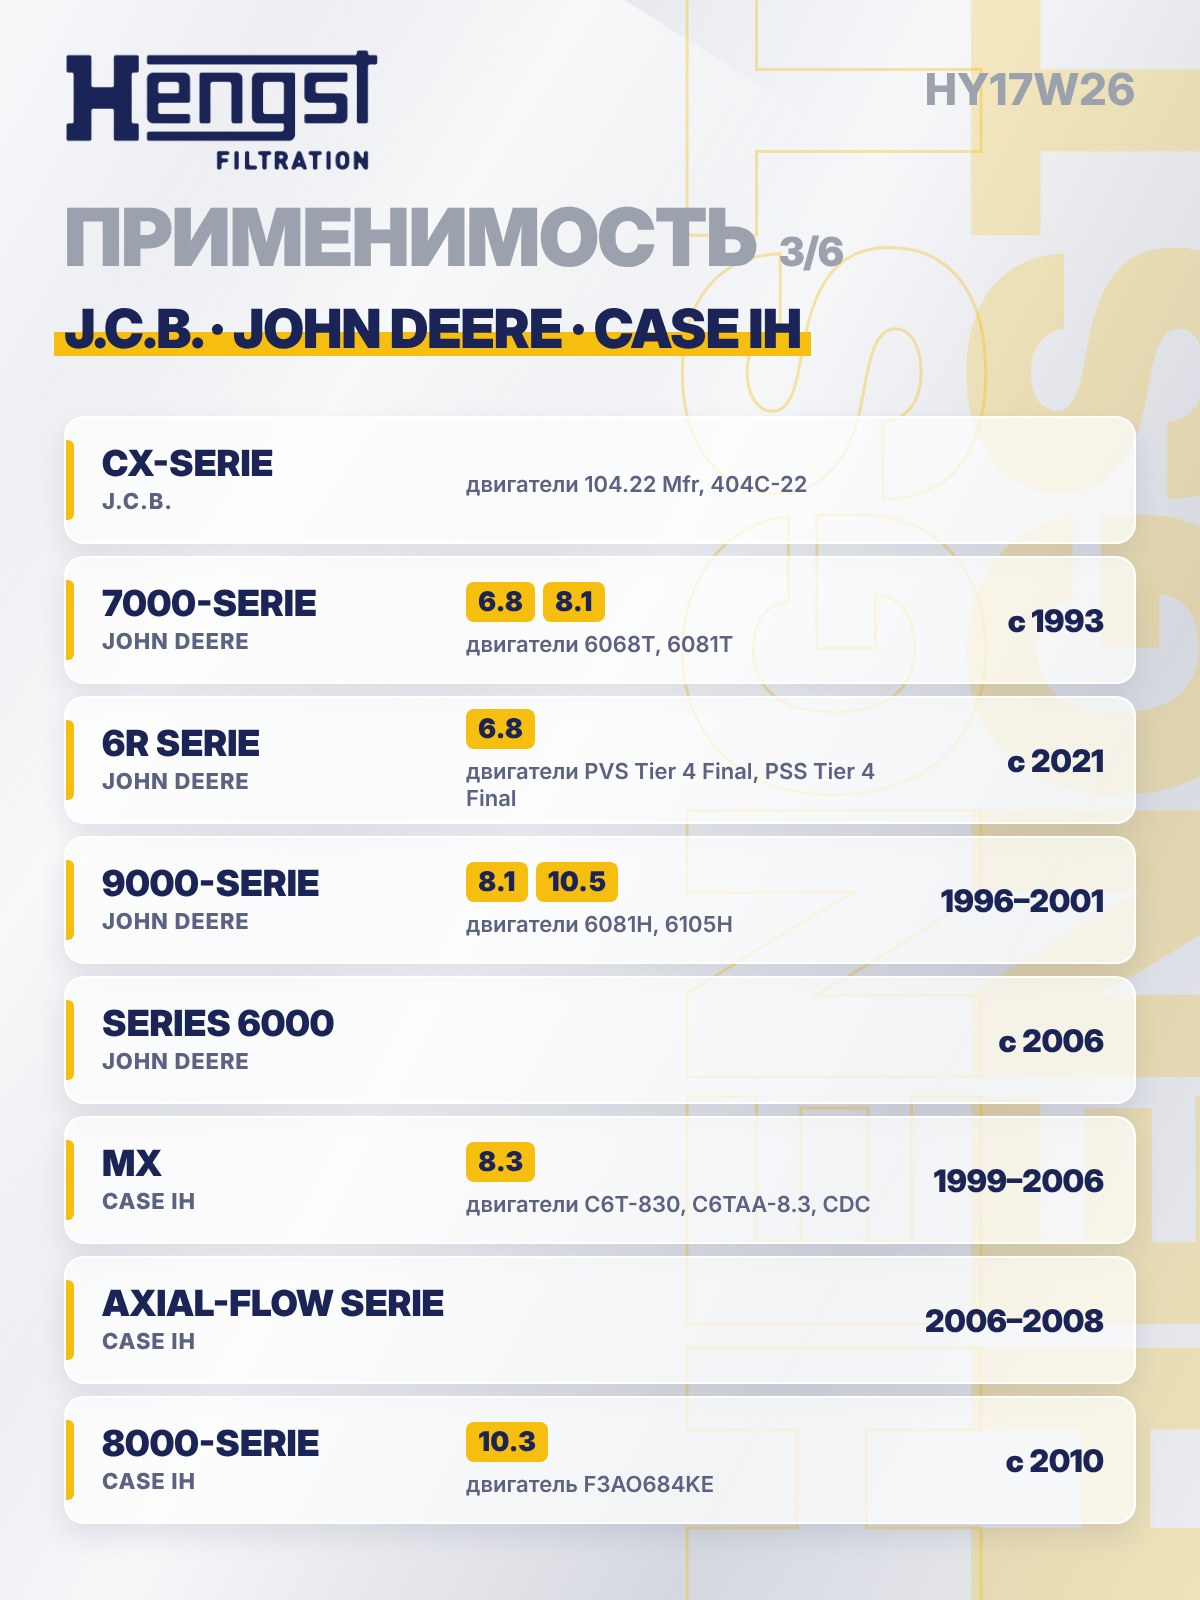 Hengst
FILTRATION
HY17W26
ПРИМЕНИМОСТЬ 3/6
J.C.B. · JOHN DEERE · CASE IH
CX-SERIE
J.C.B.
двигатели 104.22 Mfr, 404C-22
7000-SERIE
JOHN DEERE
6.8 8.1
двигатели 6068T, 6081T
с 1993
6R SERIE
JOHN DEERE
6.8
двигатели PVS Tier 4 Final, PSS Tier 4
Final
с 2021
9000-SERIE
JOHN DEERE
8.1 10.5
двигатели 6081H, 6105H
1996–2001
SERIES 6000
JOHN DEERE
с 2006
MX
CASE IH
8.3
двигатели C6T-830, C6TAA-8.3, CDC
1999–2006
AXIAL-FLOW SERIE
CASE IH
2006–2008
8000-SERIE
CASE IH
10.3
двигатель F3AO684KE
с 2010
HENGST
HENGST